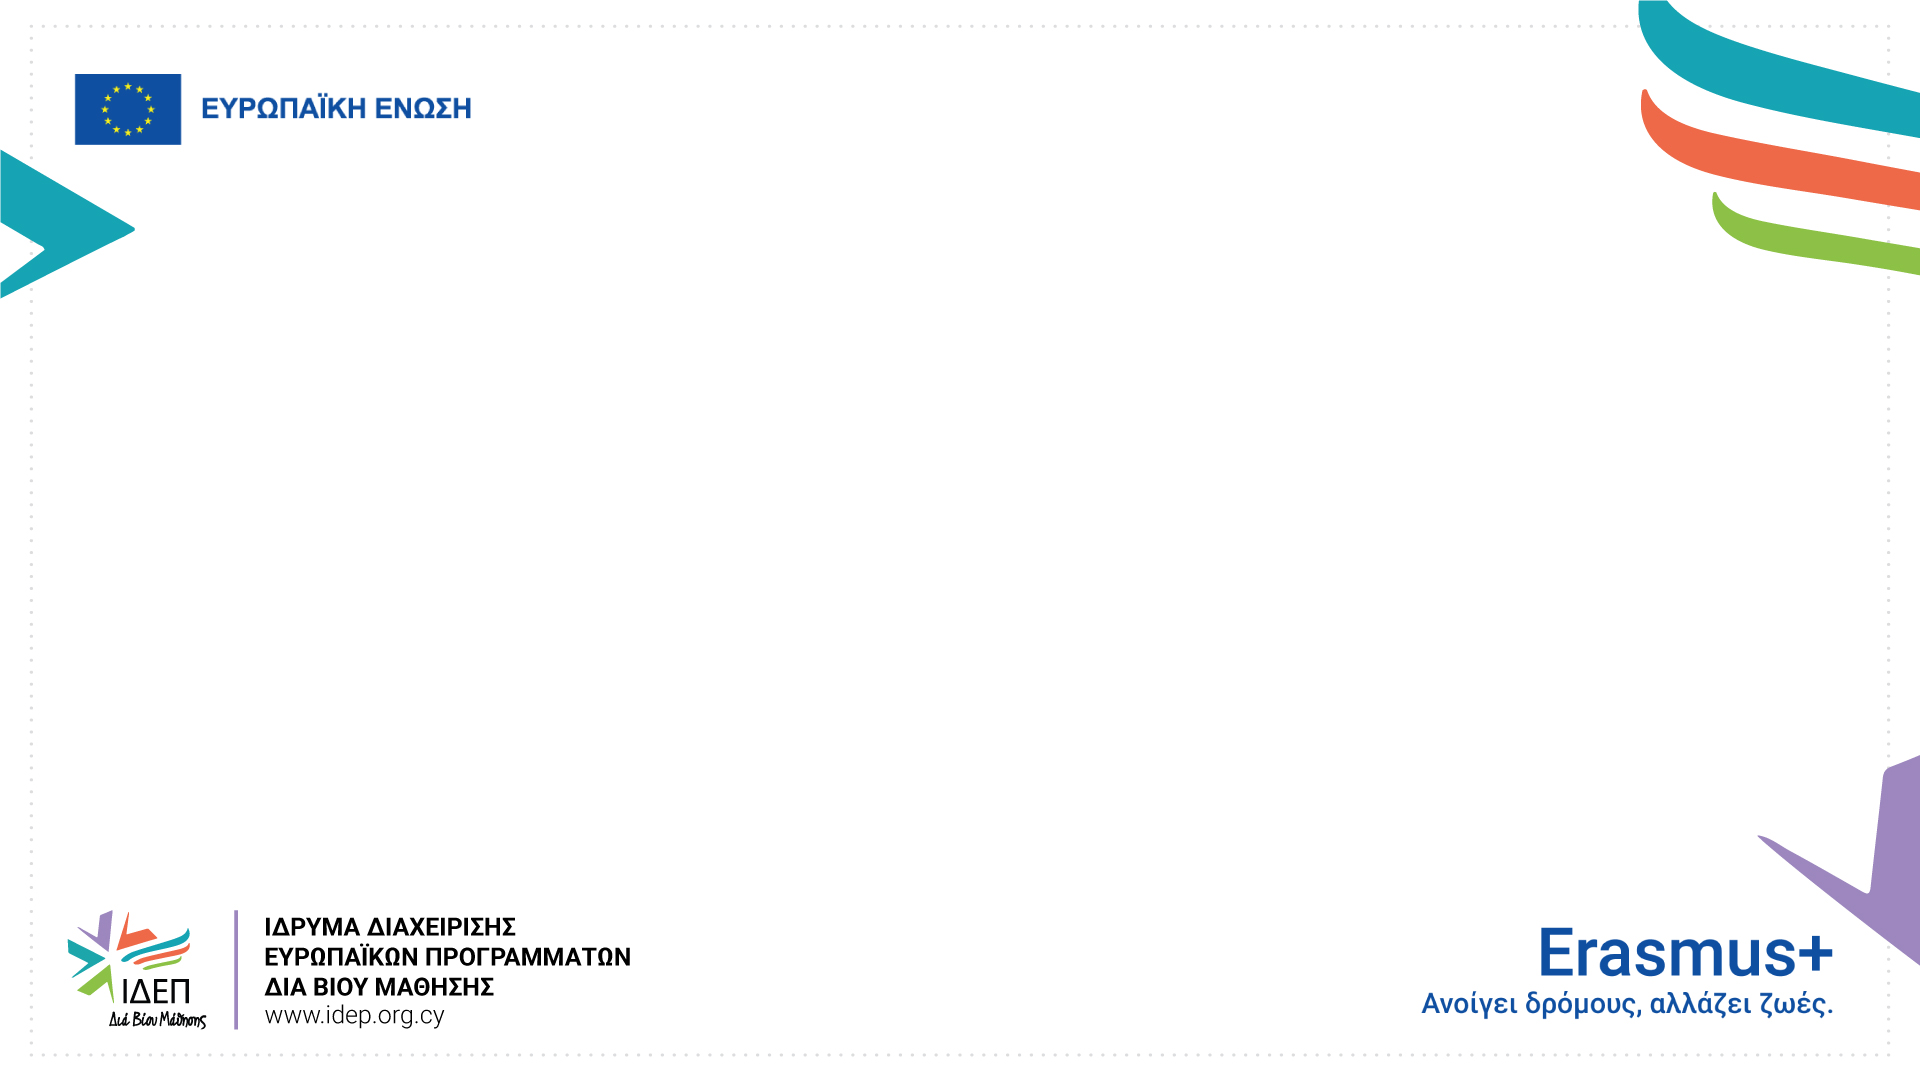 ΕΥΡΩΠΑΪΚΗ ΕΝΩΣΗ
ΙΔΕΠ
Διά Βίου Μάθησης
ΙΔΡΥΜΑ ΔΙΑΧΕΙΡΙΣΗΣ
ΕΥΡΩΠΑΪΚΩΝ ΠΡΟΓΡΑΜΜΑΤΩΝ
ΔΙΑ ΒΙΟΥ ΜΑΘΗΣΗΣ
www.idep.org.cy
Erasmus+
Ανοίγει δρόμους, αλλάζει ζωές.